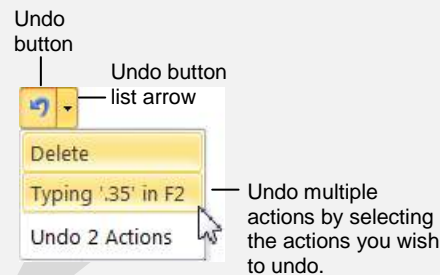 Undo
button
Undo button
list arrow
Delete
Typing '.35' in F2
Undo 2 Actions
Undo multiple
actions by selecting
the actions you wish
to undo.